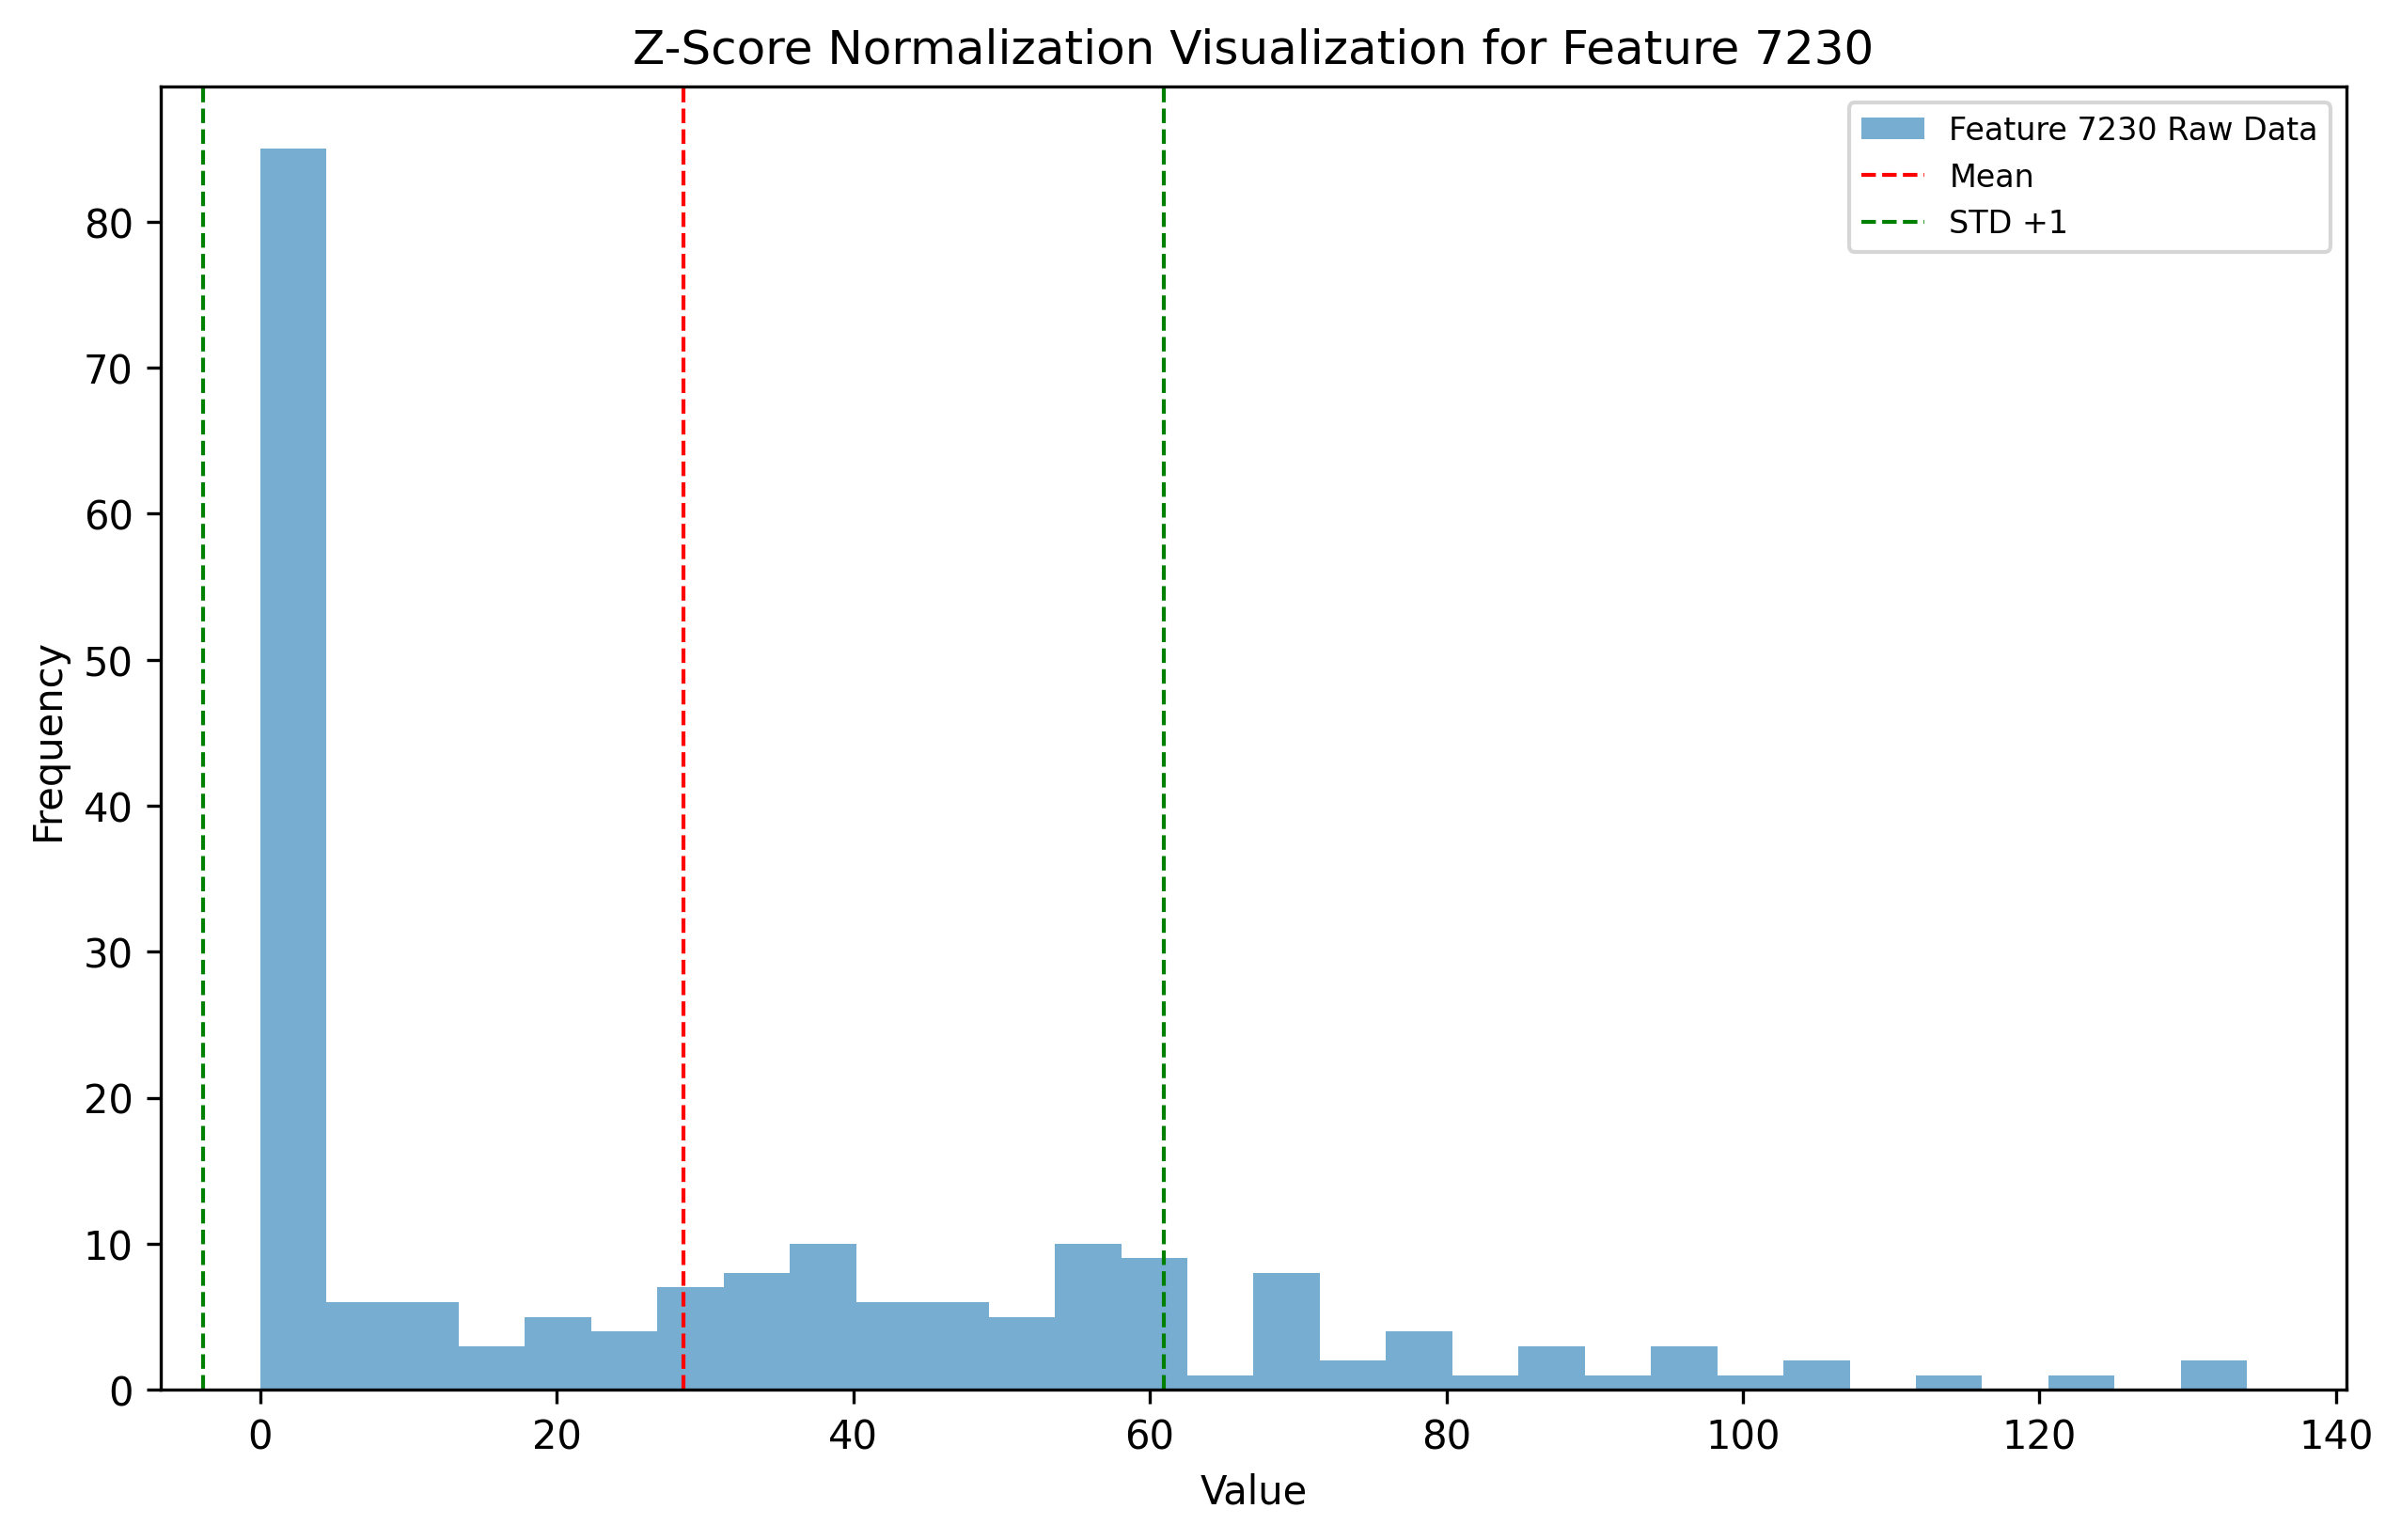 Z-Score Normalization Visualization for Feature 7230
Feature 7230 Raw Data
Mean
STD +1
Frequency
80
70
60
50
40
30
20
10
0
0 20 40 60 80 100 120 140
Value